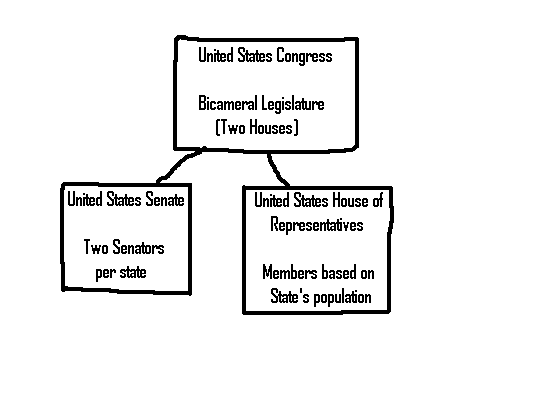 United States Congress
Bicameral Legislature
(Two Houses)
United States Senate
Two Senators
per state
United States House of
Representatives
Members based on
State's population